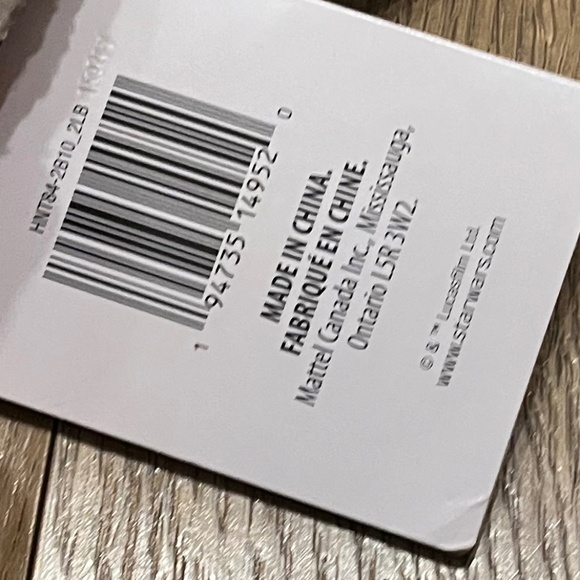 HNT84-2B10_2LB
1 94735 14952 0
MADE IN CHINA.
FABRIQUÉ EN CHINE.
Mattel Canada Inc., Mississauga,
Ontario L5R 3W2.
© & ™ Lucasfilm Ltd.
www.starwars.com